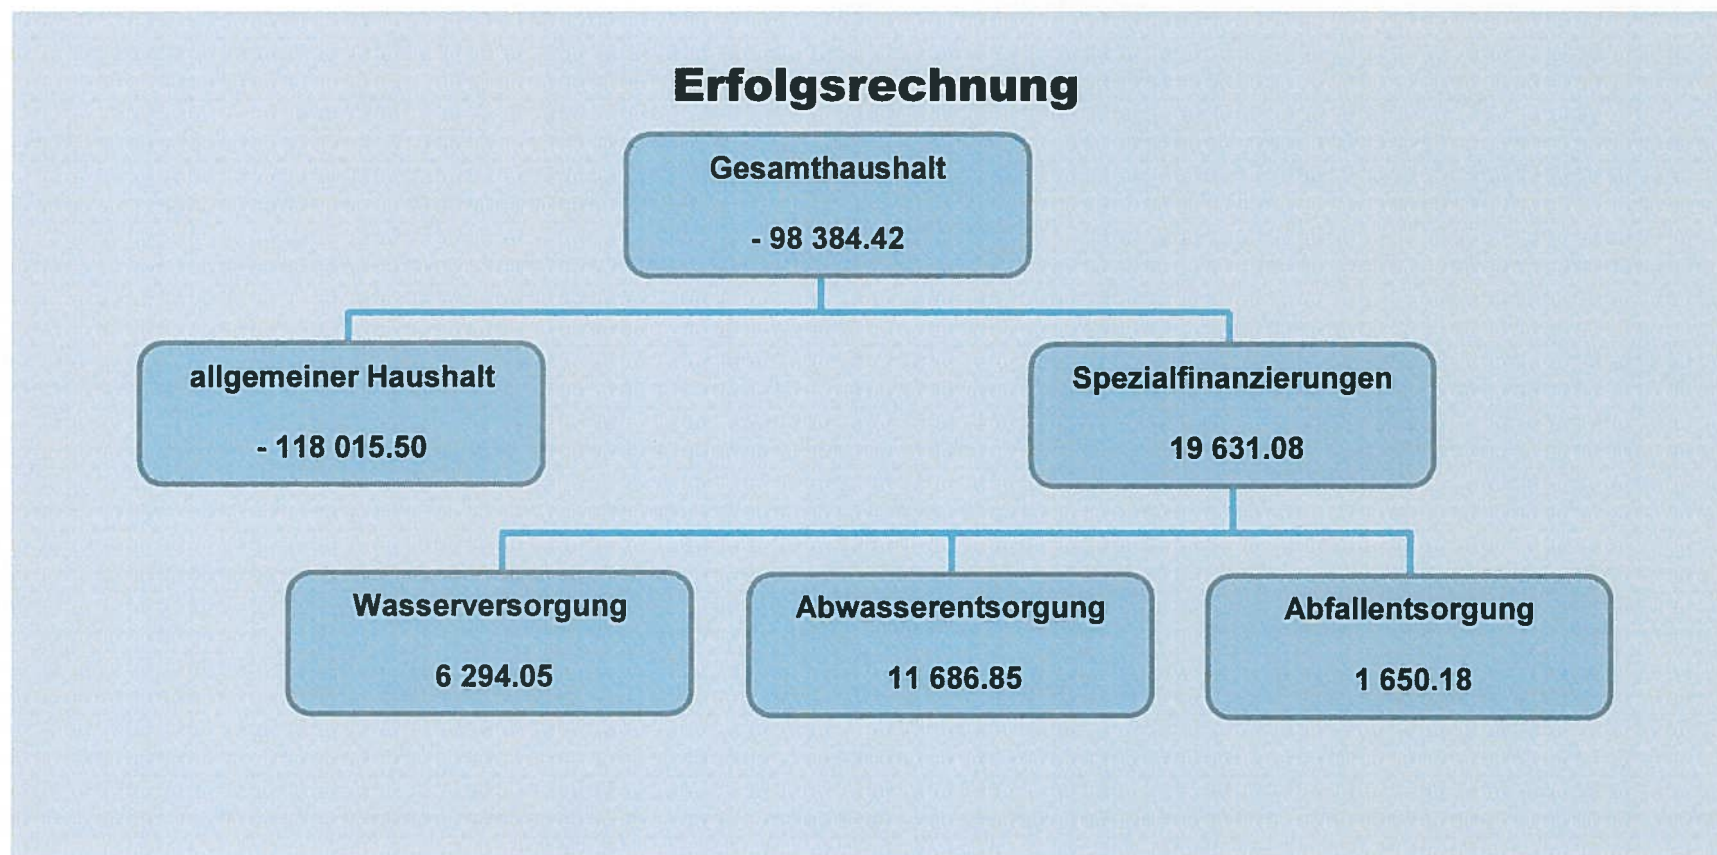 Erfolgsrechnung
Gesamthaushalt
- 98 384.42
allgemeiner Haushalt
- 118 015.50
Spezialfinanzierungen
19 631.08
Wasserversorgung
6 294.05
Abwasserentsorgung
11 686.85
Abfallentsorgung
1 650.18